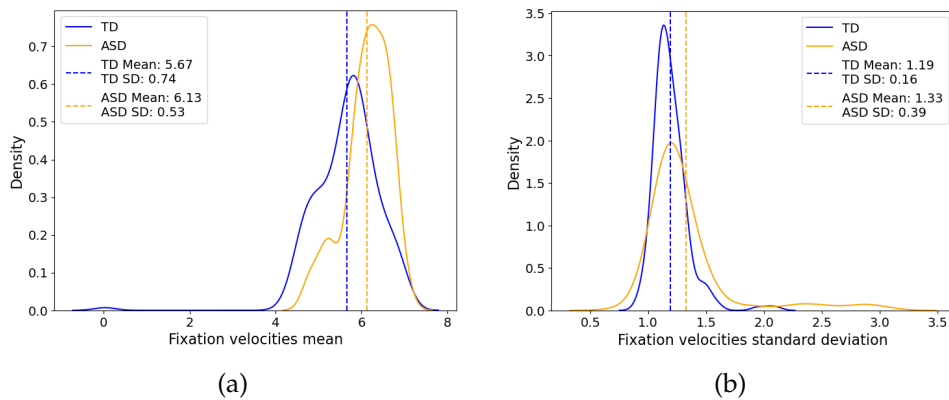 TD
ASD
TD Mean: 5.67
TD SD: 0.74
ASD Mean: 6.13
ASD SD: 0.53
Density
0.7
0.6
0.5
0.4
0.3
0.2
0.1
0.0
0 2 4 6 8
Fixation velocities mean
(a)
TD
ASD
TD Mean: 1.19
TD SD: 0.16
ASD Mean: 1.33
ASD SD: 0.39
Density
3.5
3.0
2.5
2.0
1.5
1.0
0.5
0.0
0.5 1.0 1.5 2.0 2.5 3.0 3.5
Fixation velocities standard deviation
(b)